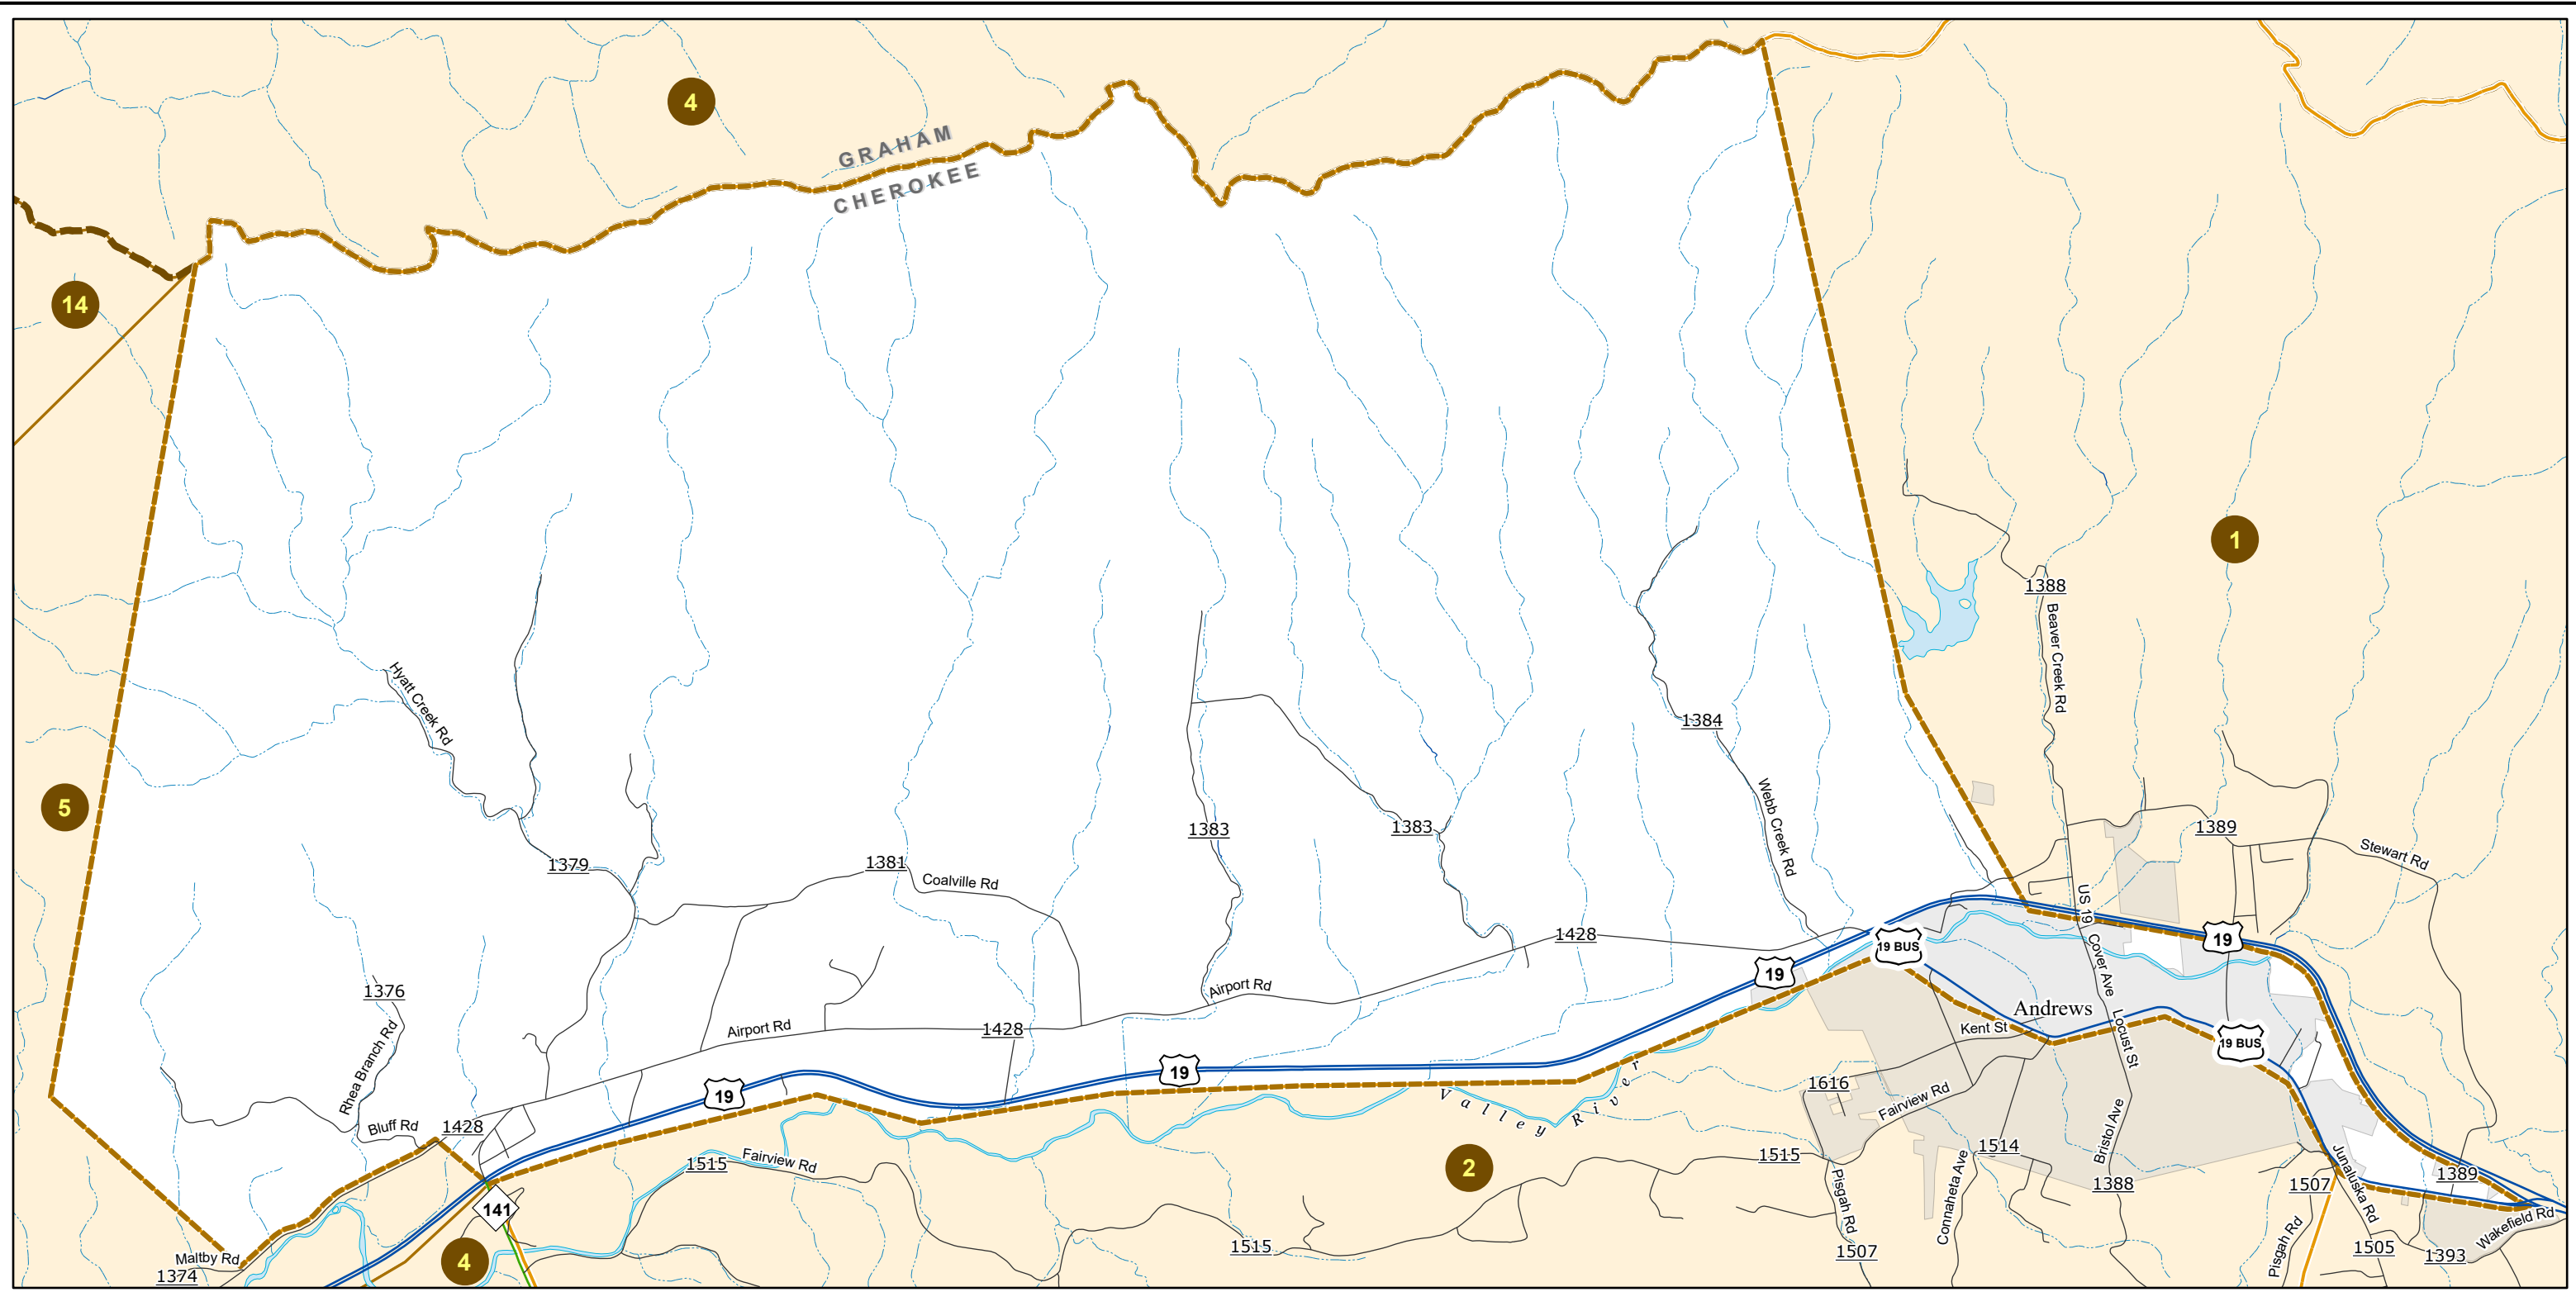 4
GRAHAM
CHEROKEE
14
1
1388
Beaver Creek Rd
Hyatt Creek Rd
1384
5
Webb Creek Rd
1383
1383
1389
Stewart Rd
1379
1381
Coalville Rd
US 19
1428
19
19 BUS
Cover Ave
19
1376
Airport Rd
Airport Rd
1428
Andrews
Kent St
Locust St
19 BUS
Rhea Branch Rd
19
19
1616
Fairview Rd
Valley River
Bluff Rd
1428
Bristol Ave
1515
Fairview Rd
2
1515
1514
Connaheta Ave
Pisgah Rd
1388
1507
Junaluska Rd
1389
141
Wakefield Rd
4
1515
1507
Pisgah Rd
1505
1393
Maltby Rd
1374